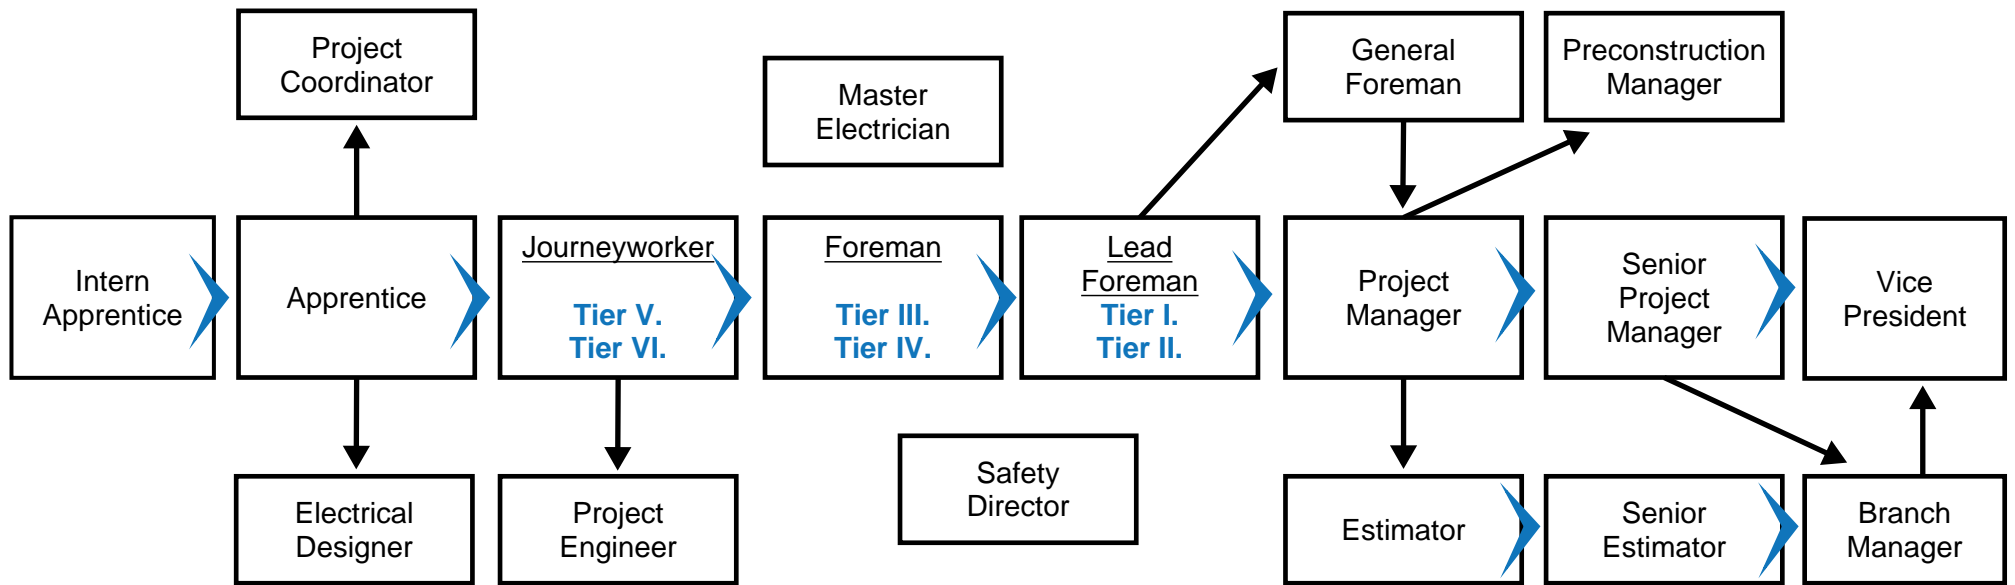 Project
Coordinator
Master
Electrician
General
Foreman
Preconstruction
Manager
Intern
Apprentice
Apprentice
Journeyworker
Tier V.
Tier VI.
Foreman
Tier III.
Tier IV.
Lead
Foreman
Tier I.
Tier II.
Project
Manager
Senior
Project
Manager
Vice
President
Electrical
Designer
Project
Engineer
Safety
Director
Estimator
Senior
Estimator
Branch
Manager